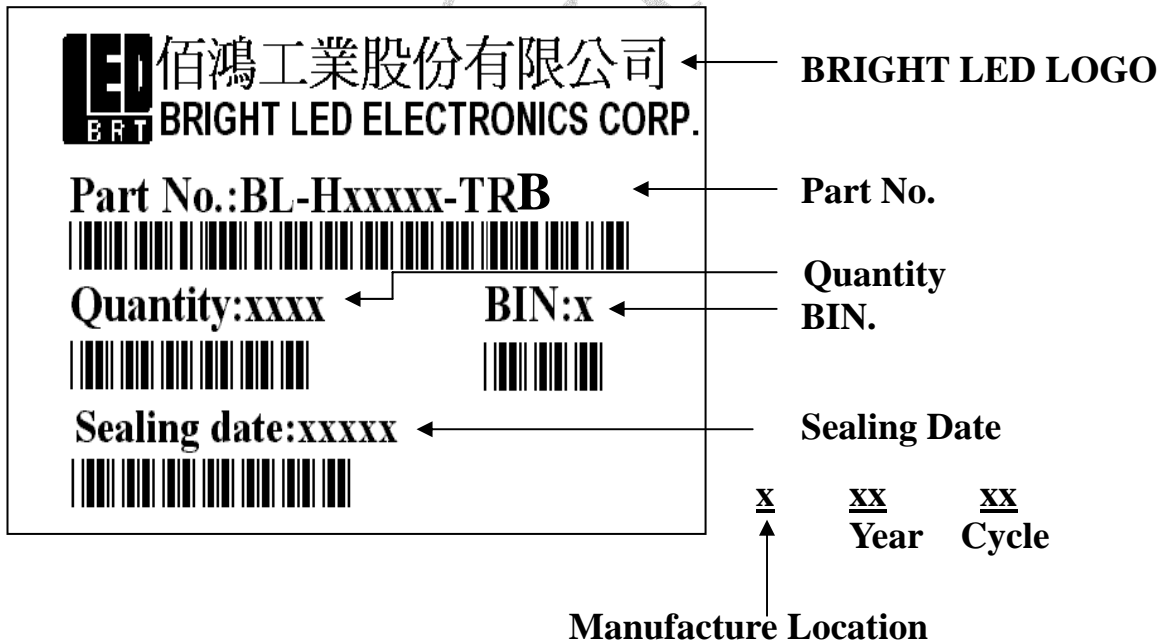 LED 佰鴻工業股份有限公司 BRIGHT LED LOGO
BRT BRIGHT LED ELECTRONICS CORP.
Part No.:BL-Hxxxxx-TRB Part No.
Quantity
Quantity:xxxx BIN:x BIN.
Sealing date:xxxxx Sealing Date
x xx xx
Year Cycle
Manufacture Location